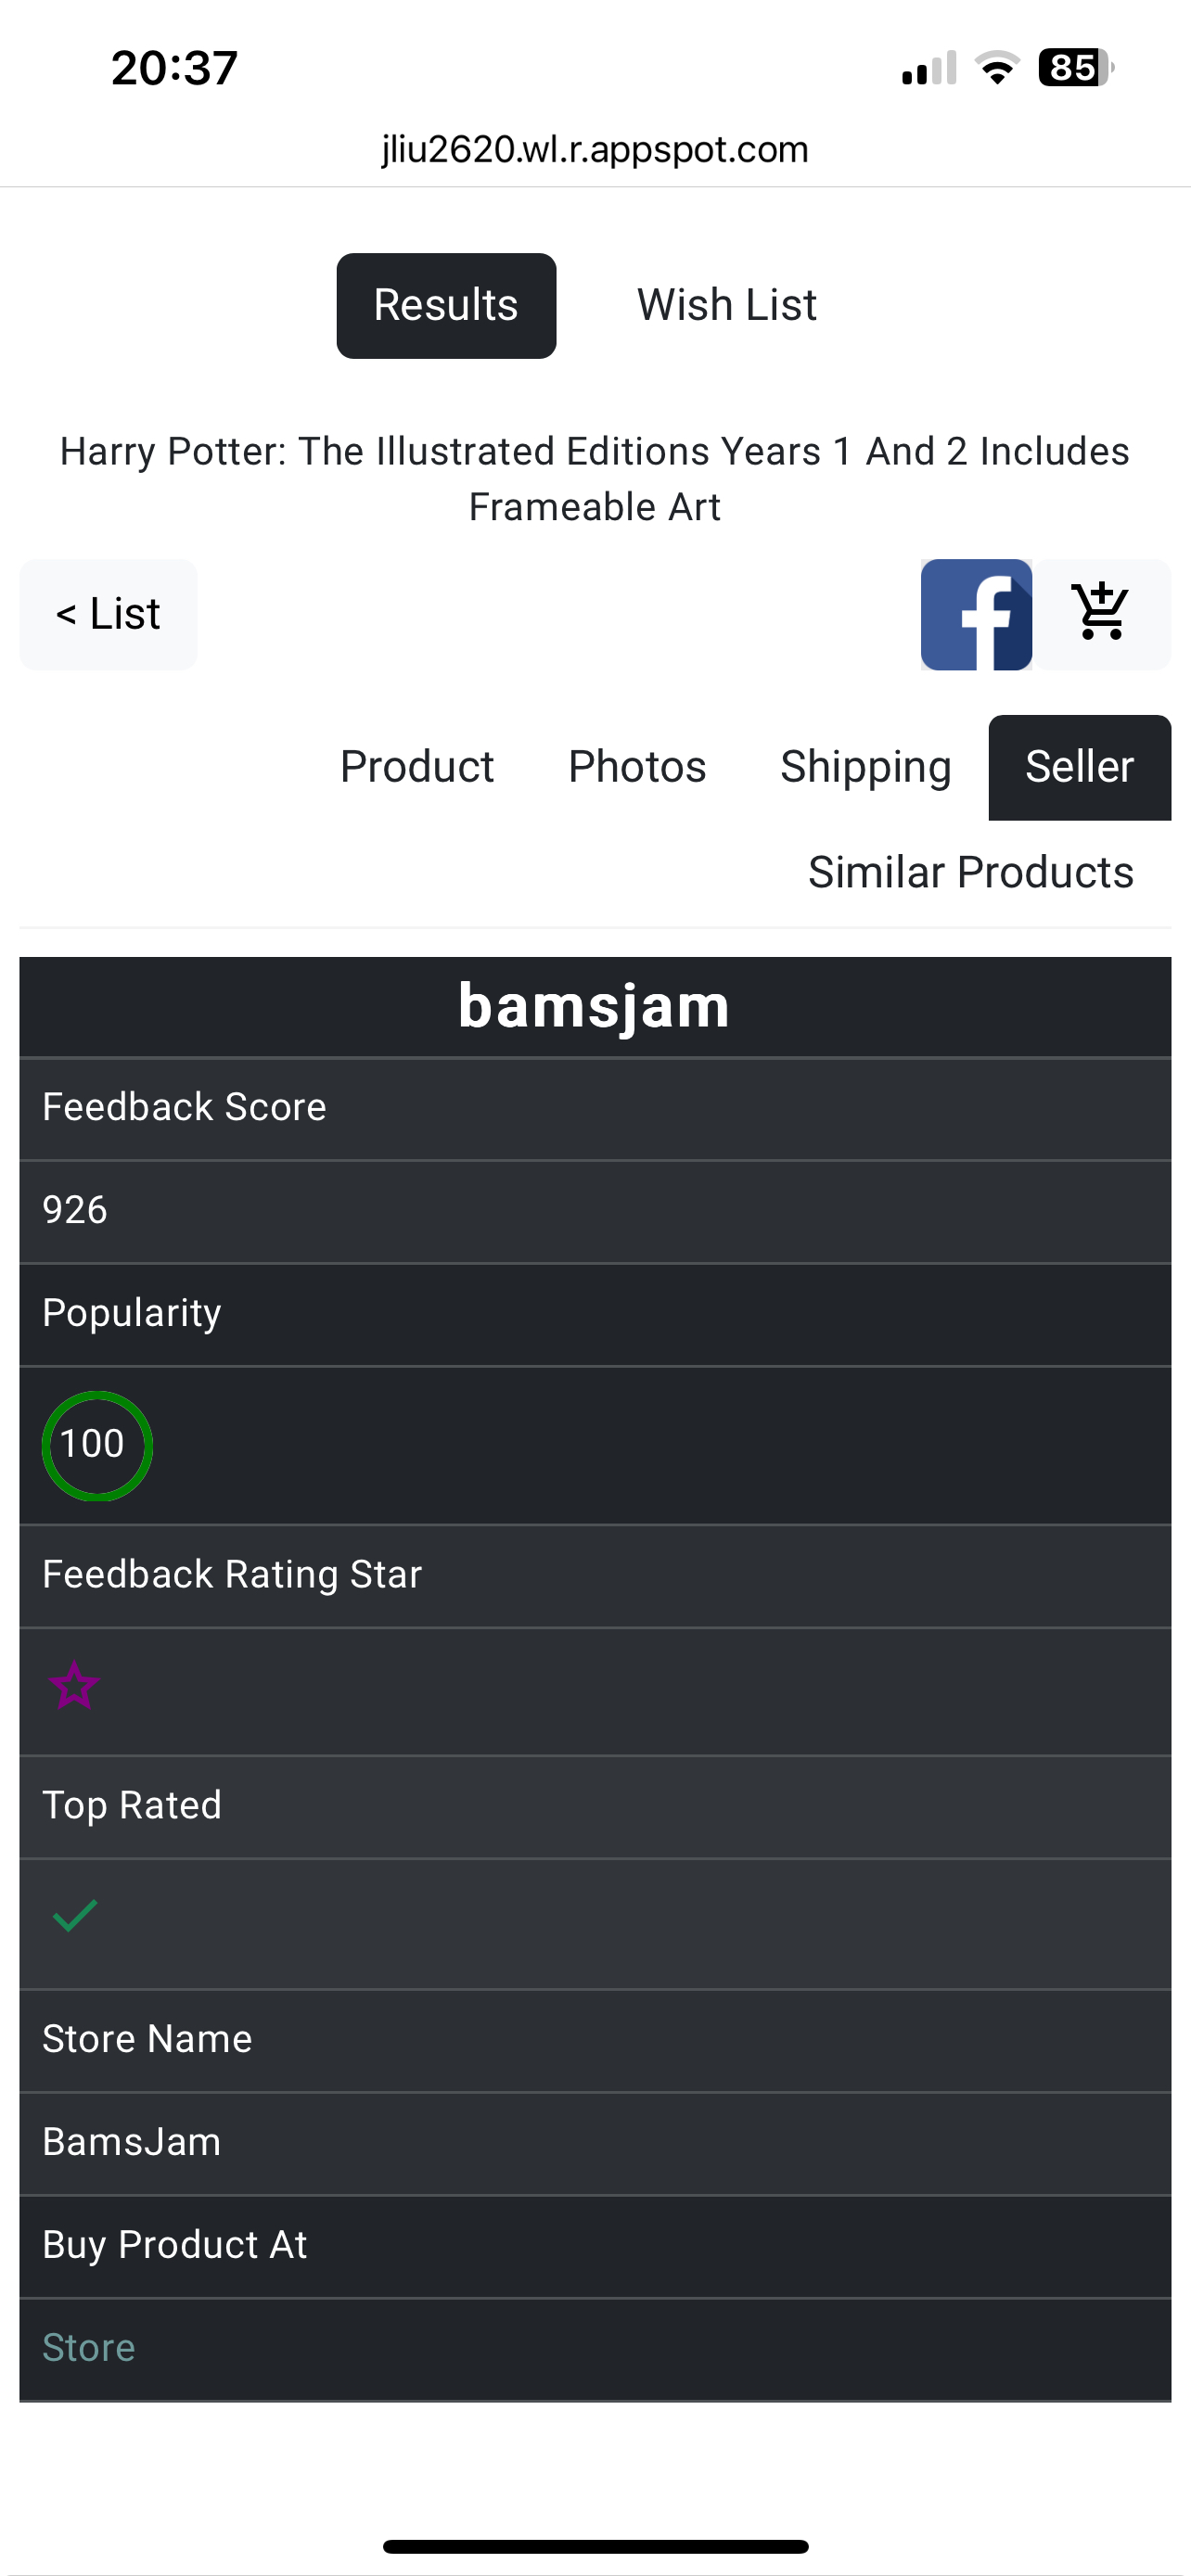 20:37
85
jliu2620.wl.r.appspot.com
Results
Wish List
Harry Potter: The Illustrated Editions Years 1 And 2 Includes
Frameable Art
< List
f
Product
Photos
Shipping
Seller
Similar Products
bamsjam
Feedback Score
926
Popularity
100
Feedback Rating Star
Top Rated
Store Name
BamsJam
Buy Product At
Store